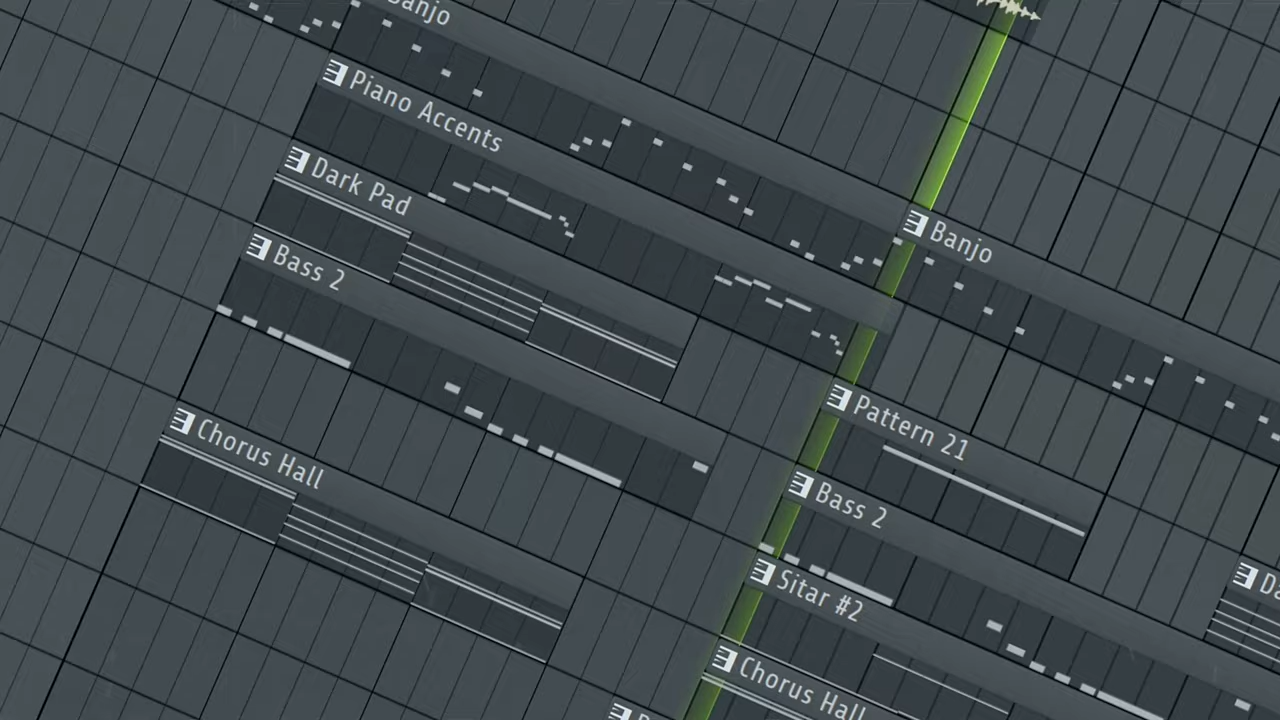 Banjo
Piano Accents
Dark Pad
Bass 2
Chorus Hall
Banjo
Pattern 21
Bass 2
Sitar #2
Chorus Hall